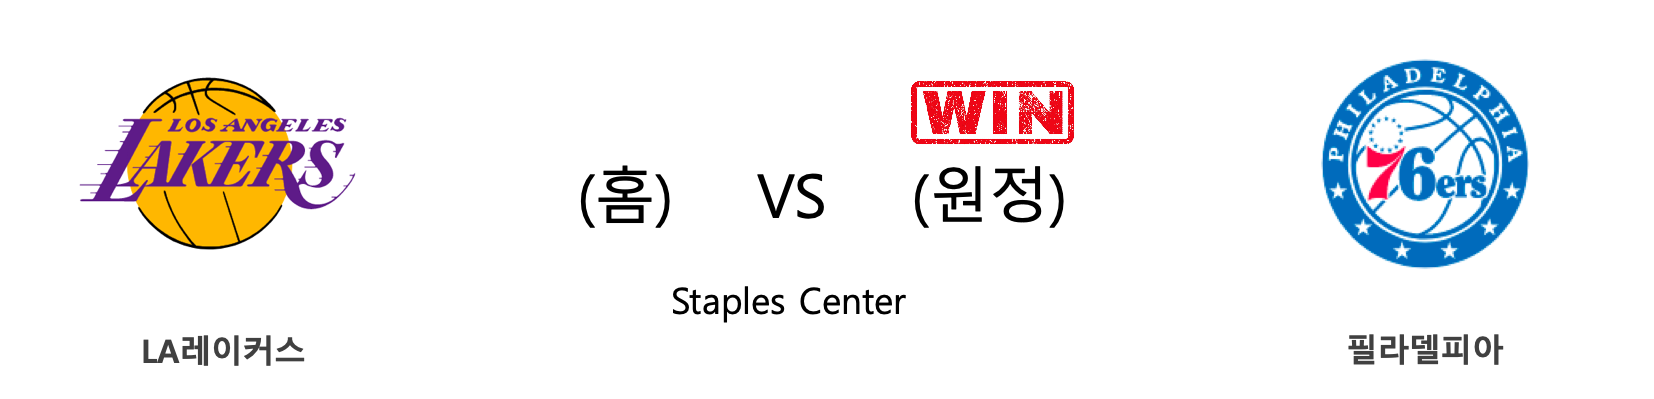 LOS ANGELES
LAKERS
LA레이커스
(홈) VS (원정)
WIN
Staples Center
PHILADELPHIA
76ers
필라델피아